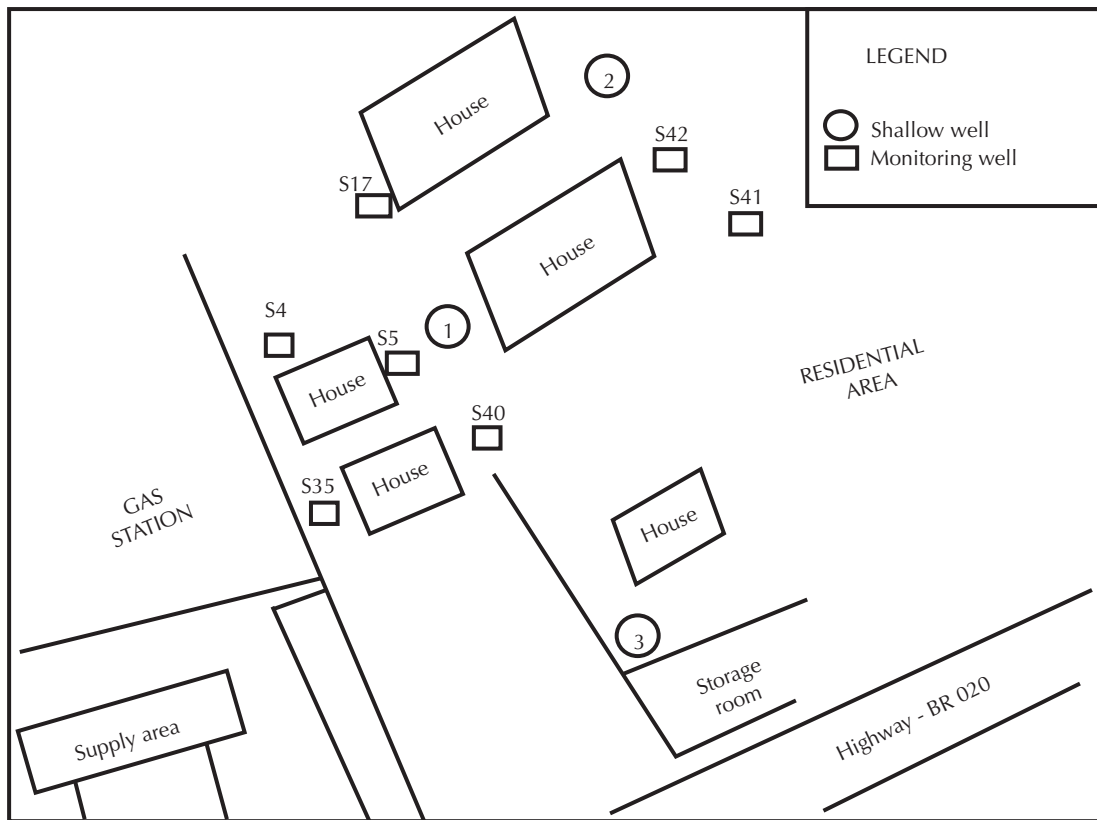 LEGEND
Shallow well
Monitoring well
House
2
S42
S17
S41
House
S4
1
S5
House
RESIDENTIAL
AREA
S40
House
S35
GAS
STATION
House
3
Storage
room
Supply area
Highway - BR 020